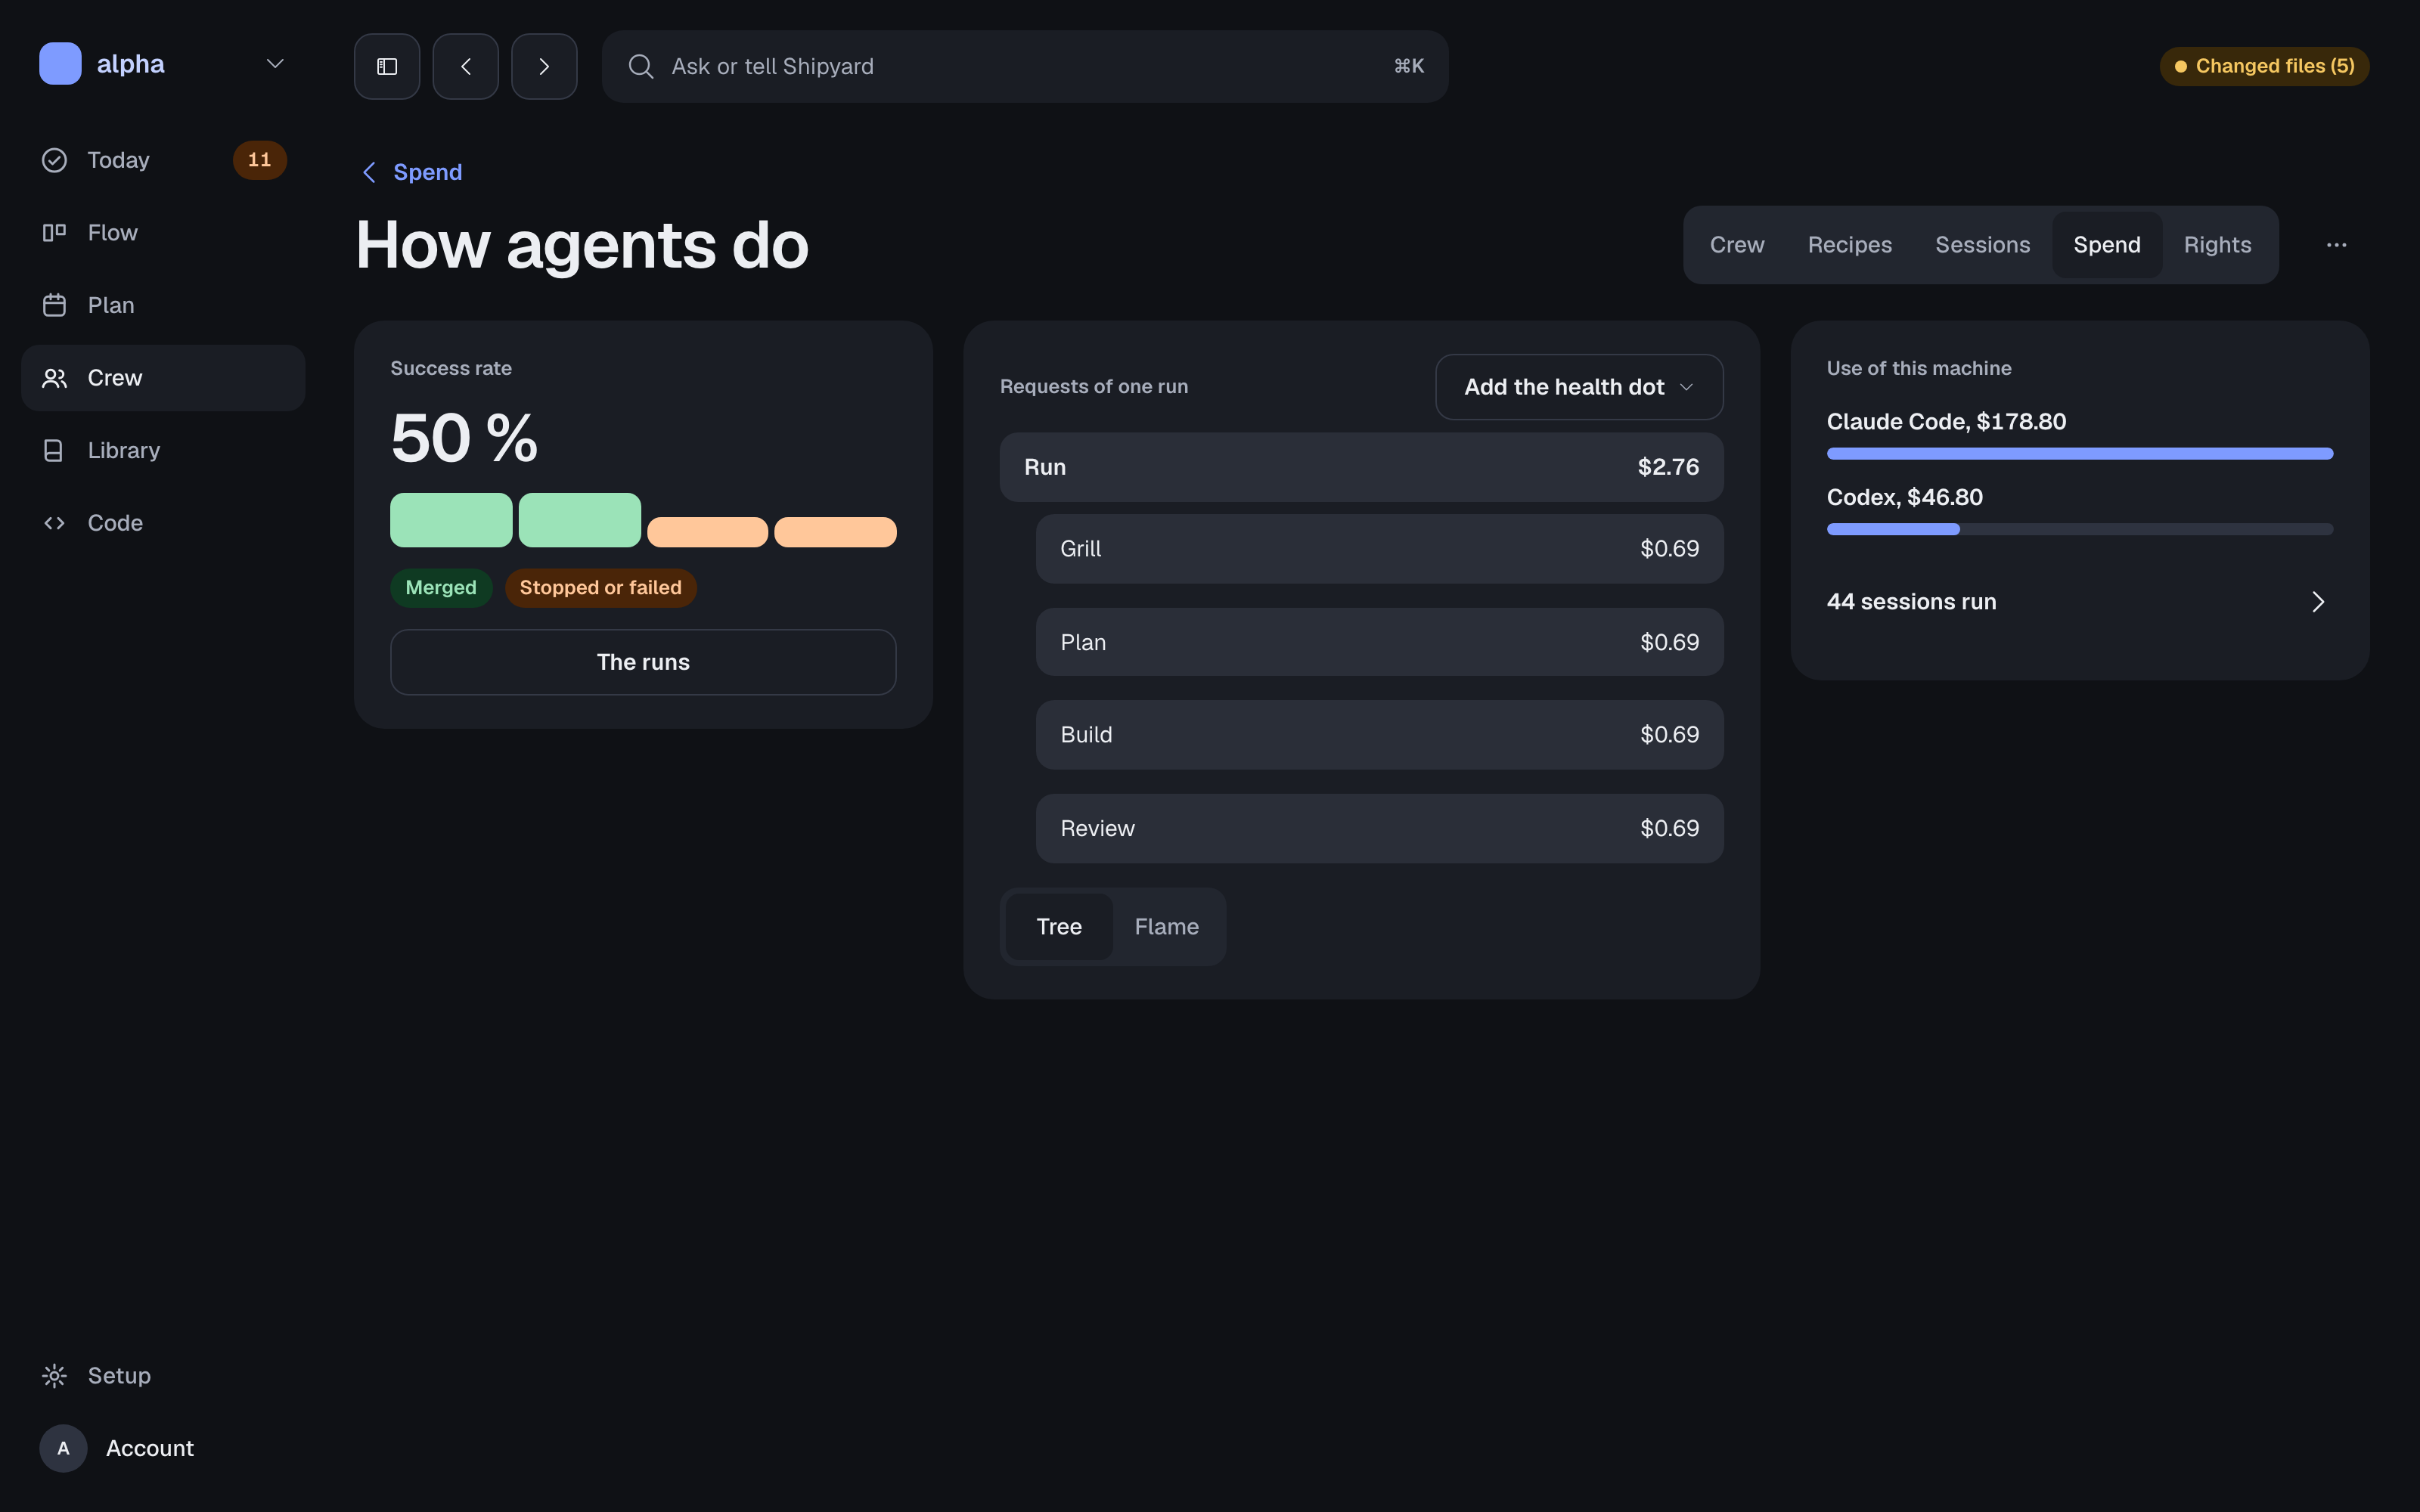 alpha
Ask or tell Shipyard
⌘K
Changed files (5)
Today
11
Flow
Plan
Crew
Library
Code
Setup
A
Account
Spend
How agents do
Crew
Recipes
Sessions
Spend
Rights
Success rate
50 %
Merged
Stopped or failed
The runs
Requests of one run
Add the health dot
Run
$2.76
Grill
$0.69
Plan
$0.69
Build
$0.69
Review
$0.69
Tree
Flame
Use of this machine
Claude Code, $178.80
Codex, $46.80
44 sessions run